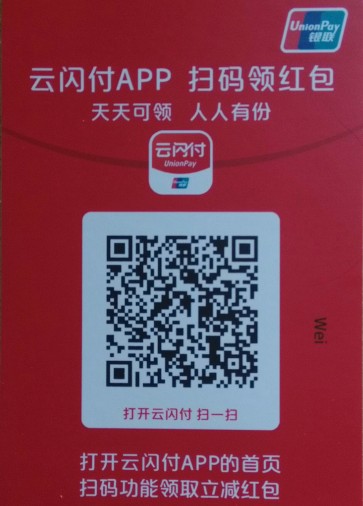 UnionPay
银联
云闪付APP 扫码领红包
天天可领 人人有份
云闪付
UnionPay
Wei
打开云闪付 扫一扫
打开云闪付APP的首页
扫码功能领取立减红包